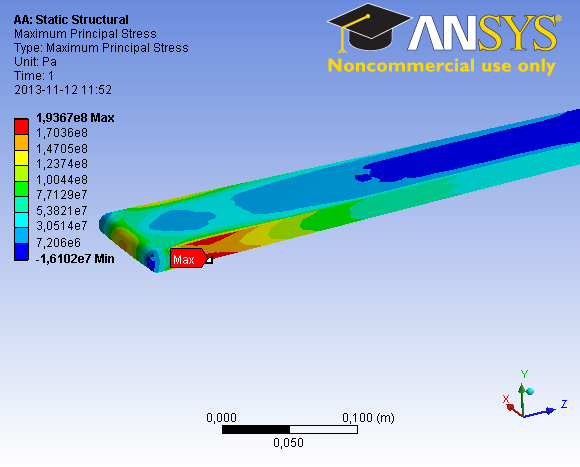 AA: Static Structural
Maximum Principal Stress
Type: Maximum Principal Stress
Unit: Pa
Time: 1
2013-11-12 11:52
ANSYS®
Noncommercial use only
1,9367e8 Max
1,7036e8
1,4705e8
1,2374e8
1,0044e8
7,7129e7
5,3821e7
3,0514e7
7,206e6
-1,6102e7 Min
Max
Y
X
Z
0,000
0,100 (m)
0,050